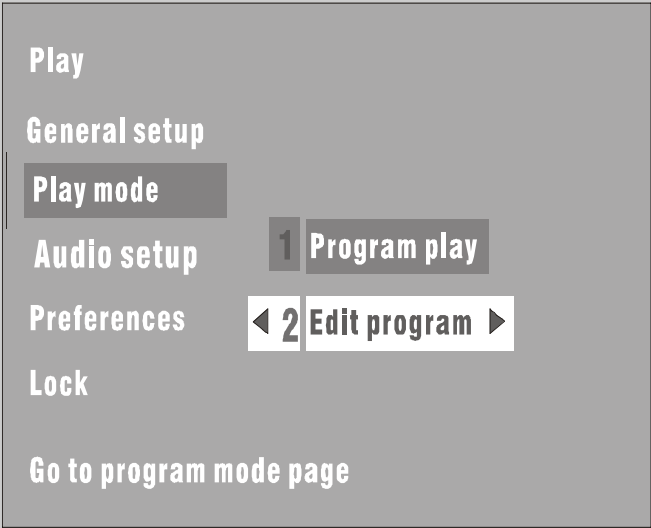 Play
General setup
Play mode
Audio setup
1 Program play
Preferences
2 Edit program
Lock
Go to program mode page